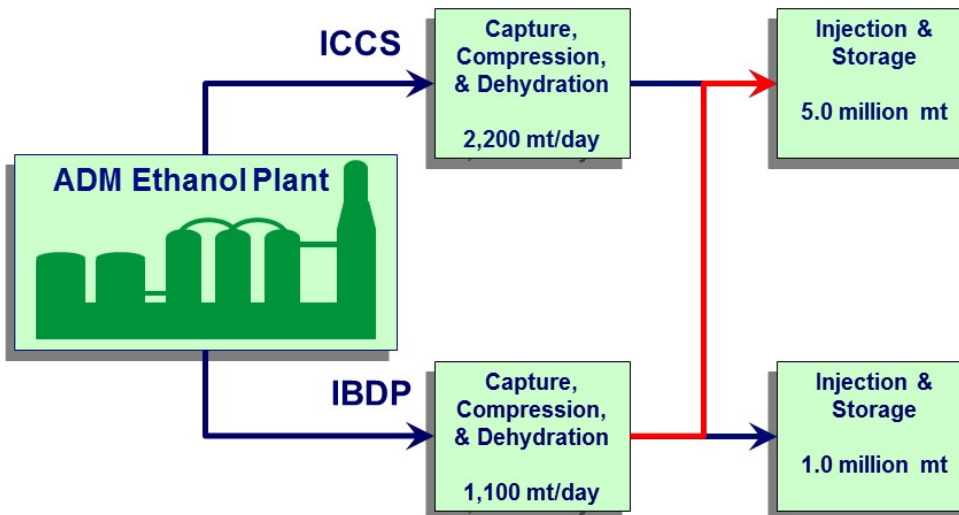 ICCS
Capture,
Compression,
& Dehydration
2,200 mt/day
Injection &
Storage
5.0 million mt
ADM Ethanol Plant
IBDP
Capture,
Compression,
& Dehydration
1,100 mt/day
Injection &
Storage
1.0 million mt